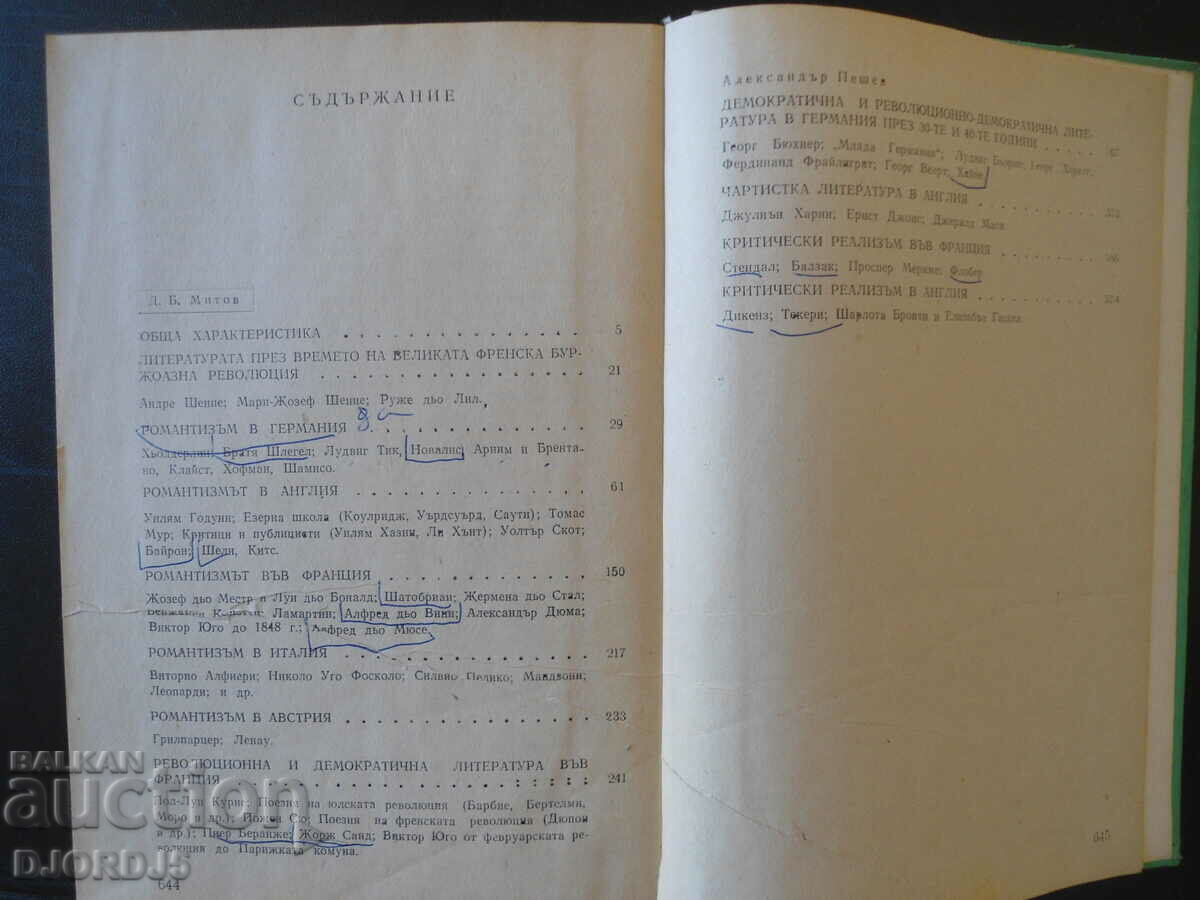 СЪДЪРЖАНИЕ
Д. Б. Митов
ОБЩА ХАРАКТЕРИСТИКА . . . . . . . . . . . . . 5
ЛИТЕРАТУРАТА ПРЕЗ ВРЕМЕТО НА ВЕЛИКАТА ФРЕНСКА БУР-
ЖОАЗНА РЕВОЛЮЦИЯ . . . . . . . . . . . . . 21
Андре Шение; Мари-Жозеф Шение; Руже дьо Лил.
РОМАНТИЗЪМ В ГЕРМАНИЯ . . . . . . . . . . . . . 29
Хьолдерлин; Братя Шлегел; Лудвиг Тик, Новалис; Арним и Брента-
но, Клайст, Хофман, Шамисо.
РОМАНТИЗМЪТ В АНГЛИЯ . . . . . . . . . . . . . 61
Уилям Годуин; Езерна школа (Коулридж, Уърдсуърд, Саути); Томас
Мур; Критици и публицисти (Уилям Хазли, Ли Хънт); Уолтър Скот;
Байрон; Шели, Китс.
РОМАНТИЗМЪТ ВЪВ ФРАНЦИЯ . . . . . . . . . . . . . 150
Жозеф дьо Местр и Луи дьо Боналд; Шатобриан; Жермена дьо Стал;
Ламартин; Алфред дьо Вини; Александър Дюма;
Виктор Юго до 1848 г.; Алфред дьо Мюсе.
РОМАНТИЗЪМ В ИТАЛИЯ . . . . . . . . . . . . . 217
Виторио Алфиери; Николо Уго Фосколо; Силвио Пелико; Мандзони;
Леопарди; и др.
РОМАНТИЗЪМ В АВСТРИЯ . . . . . . . . . . . . . 233
Грилпарцер; Ленау.
РЕВОЛЮЦИОННА И ДЕМОКРАТИЧНА ЛИТЕРАТУРА ВЪВ
ФРАНЦИЯ . . . . . . . . . . . . . 241
Пол-Луи Курие; Поезия на юлската революция (Барбие, Бертелми,
Моро и др.); Йожен Сю; Поезия на френската революция (Дюпон
и др.); Пиер Беранже; Жорж Санд; Виктор Юго от февруарската ре-
волюция до Парижката комуна.
644
Александър Пешев
ДЕМОКРАТИЧНА И РЕВОЛЮЦИОННО-ДЕМОКРАТИЧНА ЛИТЕ-
РАТУРА В ГЕРМАНИЯ ПРЕЗ 30-ТЕ И 40-ТЕ ГОДИНИ . . . . .
Георг Бюхнер; „Млада Германия“; Лудвиг Бьорне; Георг Хервег;
Фердинанд Фрайлиграт; Георг Веерт; Хайне
ЧАРТИСТКА ЛИТЕРАТУРА В АНГЛИЯ . . . . . . . . . .
Джулиън Харни; Ернст Джонс; Джералд Маси
КРИТИЧЕСКИ РЕАЛИЗЪМ ВЪВ ФРАНЦИЯ . . . . . . . . .
Стендал; Балзак; Проспер Мериме; Флобер
КРИТИЧЕСКИ РЕАЛИЗЪМ В АНГЛИЯ . . . . . . . . . .
Дикенз; Текери; Шарлота Бронти и Елизабъ Гаскл.
645
BALKAN
auction
DJORDJ5